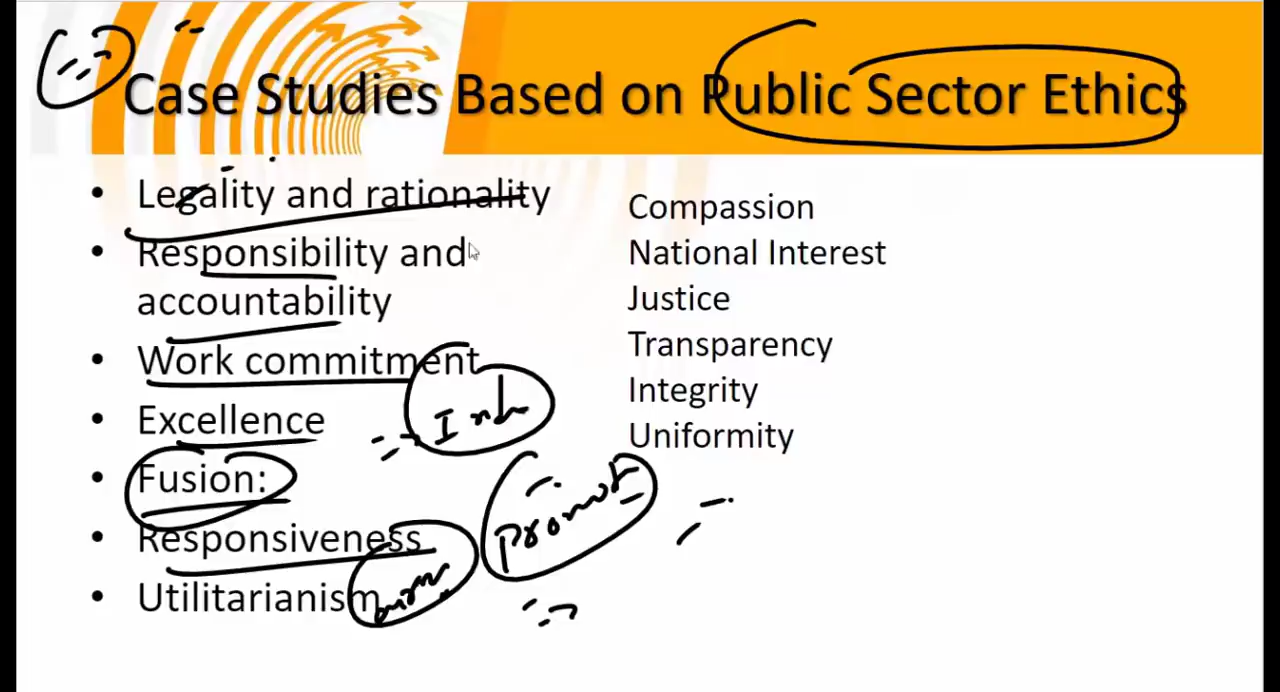 Case Studies Based on Public Sector Ethics
• Legality and rationality
• Responsibility and
accountability
• Work commitment
• Excellence
• Fusion:
• Responsiveness
• Utilitarianism
Compassion
National Interest
Justice
Transparency
Integrity
Uniformity